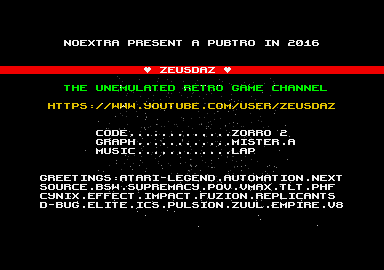 NOEXTRA PRESENT A PUBTRO IN 2016
♥ ZEUSDAZ ♥
THE UNEMULATED RETRO GAME CHANNEL
HTTPS://WWW.YOUTUBE.COM/USER/ZEUSDAZ
CODE.............ZORRO 2
GRAPH............MISTER.A
MUSIC............LAP
GREETINGS:ATARI-LEGEND.AUTOMATION.NEXT
SOURCE.BSW.SUPREMACY.POV.VMAX.TLT.PHF
CYNIX.EFFECT.IMPACT.FUZION.REPLICANTS
D-BUG.ELITE.ICS.PULSION.ZUUL.EMPIRE.V8